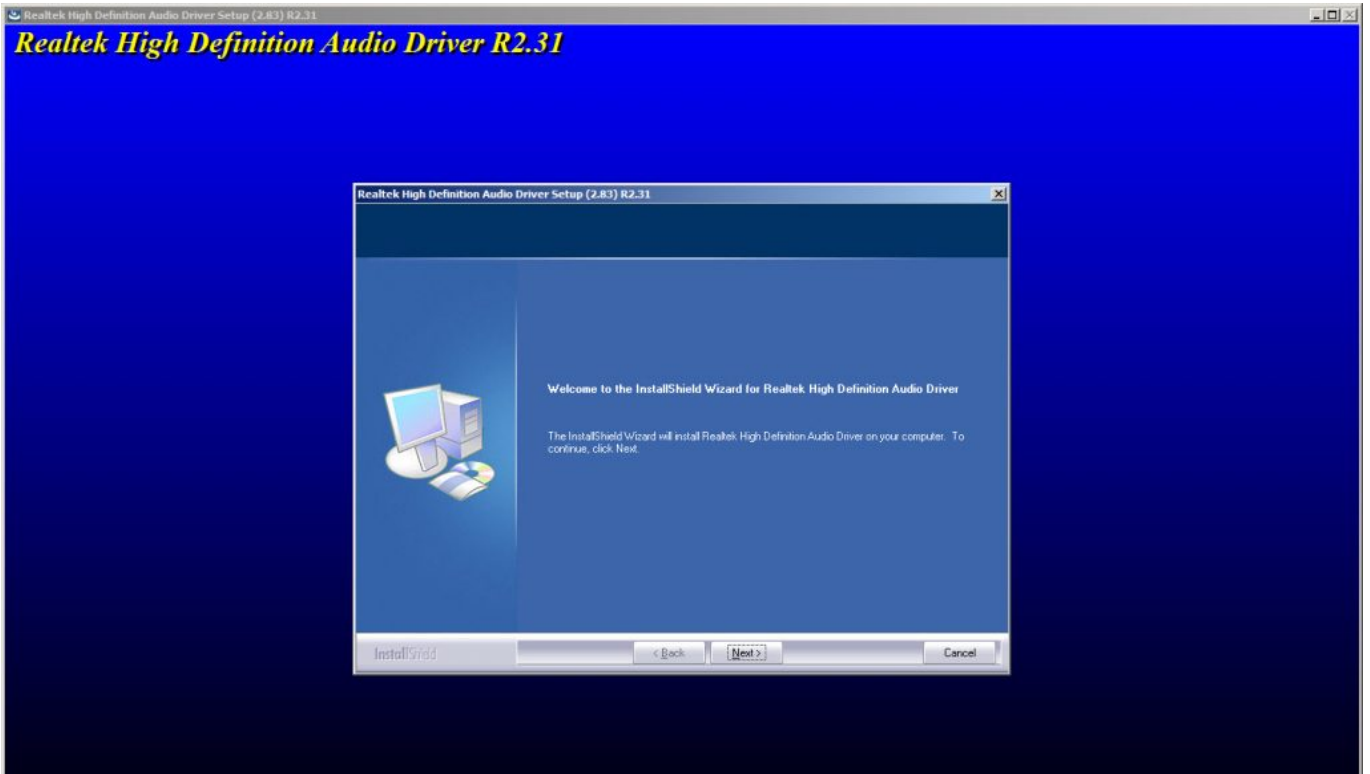 Realtek High Definition Audio Driver Setup (2.83) R2.31
Realtek High Definition Audio Driver R2.31
Realtek High Definition Audio Driver Setup (2.83) R2.31
Welcome to the InstallShield Wizard for Realtek High Definition Audio Driver
The InstallShield Wizard will install Realtek High Definition Audio Driver on your computer. To
continue, click Next.
InstallShield
< Back Next > Cancel